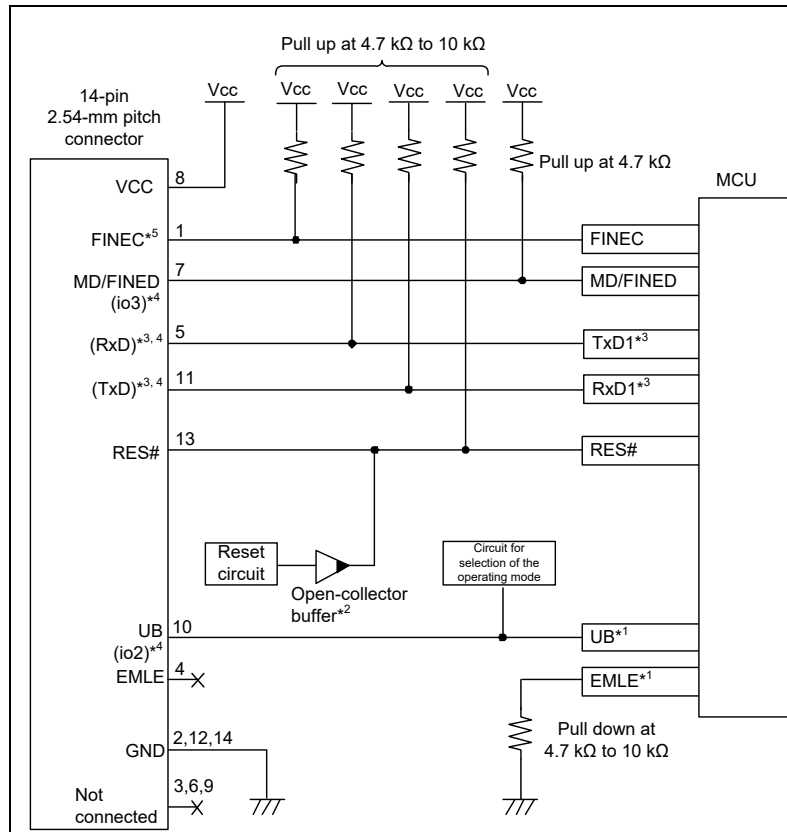 Pull up at 4.7 kΩ to 10 kΩ
14-pin
2.54-mm pitch
connector
Vcc
Vcc
Vcc
Vcc
Vcc
Vcc
Pull up at 4.7 kΩ
MCU
VCC
8
FINEC*5
1
FINEC
MD/FINED
(io3)*4
7
MD/FINED
(RxD)*3, 4
5
TxD1*3
(TxD)*3, 4
11
RxD1*3
RES#
13
RES#
Reset
circuit
Open-collector
buffer*2
Circuit for
selection of the
operating mode
UB
(io2)*4
10
UB*1
EMLE
4
EMLE*1
Pull down at
4.7 kΩ to 10 kΩ
GND
2,12,14
Not
connected
3,6,9